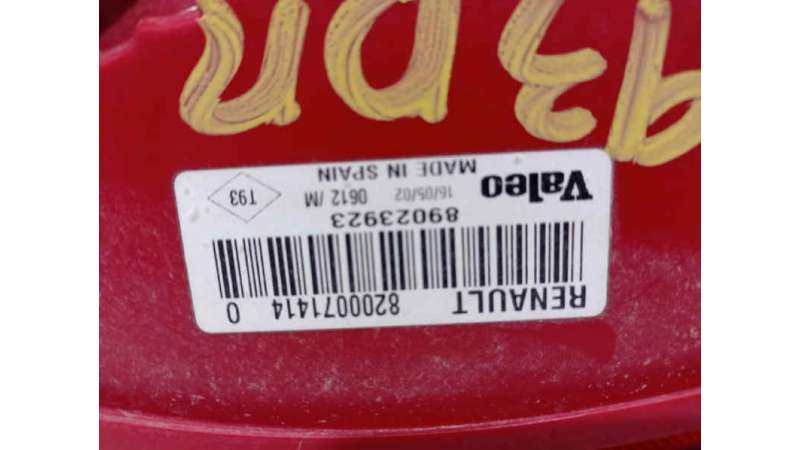 RENAULT 8200071414 0
89023923
Valeo 16/05/02 0612 /M T93
MADE IN SPAIN